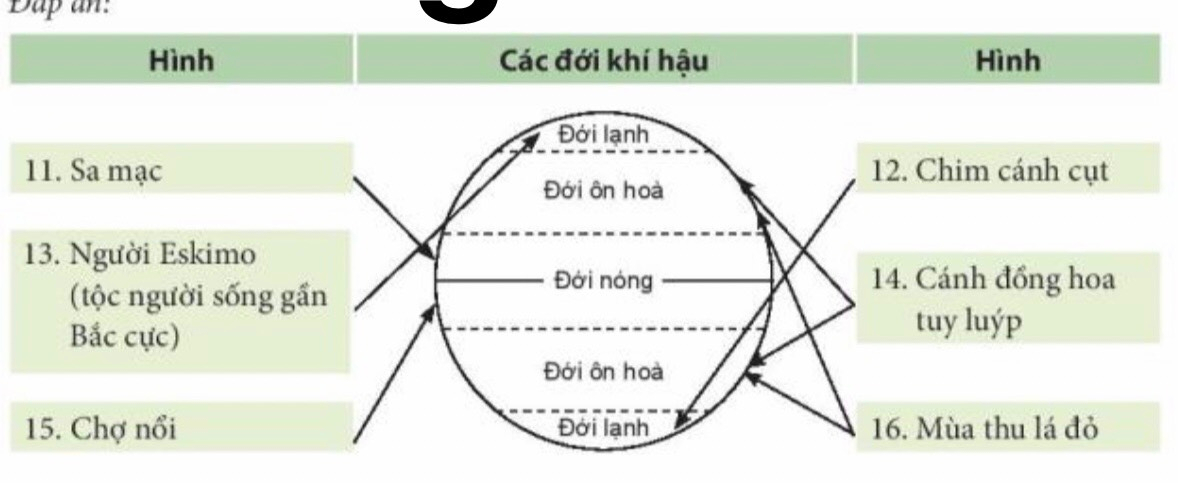 Đáp án:
g
Hình
Các đới khí hậu
Hình
11. Sa mạc
13. Người Eskimo
(tộc người sống gần
Bắc cực)
15. Chợ nổi
Đới lạnh
Đới ôn hoà
Đới nóng
Đới ôn hoà
Đới lạnh
12. Chim cánh cụt
14. Cánh đồng hoa
tuy luýp
16. Mùa thu lá đỏ